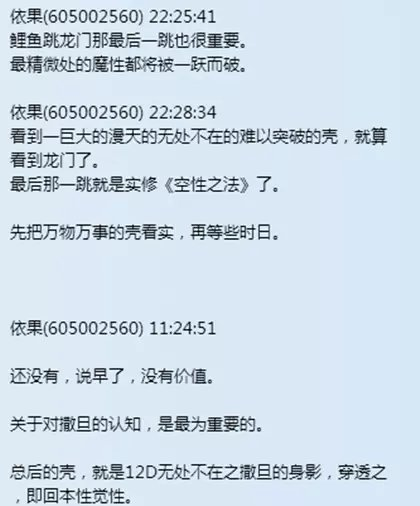 依果(605002560) 22:25:41
鲤鱼跳龙门那最后一跳也很重要。
最精微处的魔性都将被一跃而破。
依果(605002560) 22:28:34
看到一巨大的漫天的无处不在的难以突破的壳，就算
看到龙门了。
最后那一跳就是实修《空性之法》了。
先把万物万事的壳看实，再等些时日。
依果(605002560) 11:24:51
还没有，说早了，没有价值。
关于对撒旦的认知，是最为重要的。
总后的壳，就是12D无处不在之撒旦的身影，穿透之
，即回本性觉性。